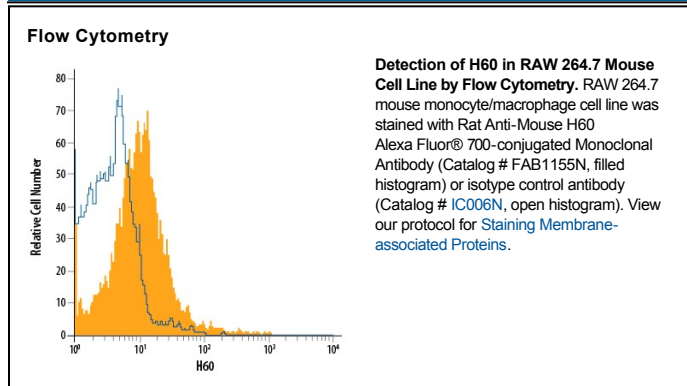 Flow Cytometry
Detection of H60 in RAW 264.7 Mouse
Cell Line by Flow Cytometry. RAW 264.7
mouse monocyte/macrophage cell line was
stained with Rat Anti-Mouse H60
Alexa Fluor® 700-conjugated Monoclonal
Antibody (Catalog # FAB1155N, filled
histogram) or isotype control antibody
(Catalog # IC006N, open histogram). View
our protocol for Staining Membrane-
associated Proteins.
Relative Cell Number
80
70
60
50
40
30
20
10
0
10⁰ 10¹ 10² 10³ 10⁴
H60